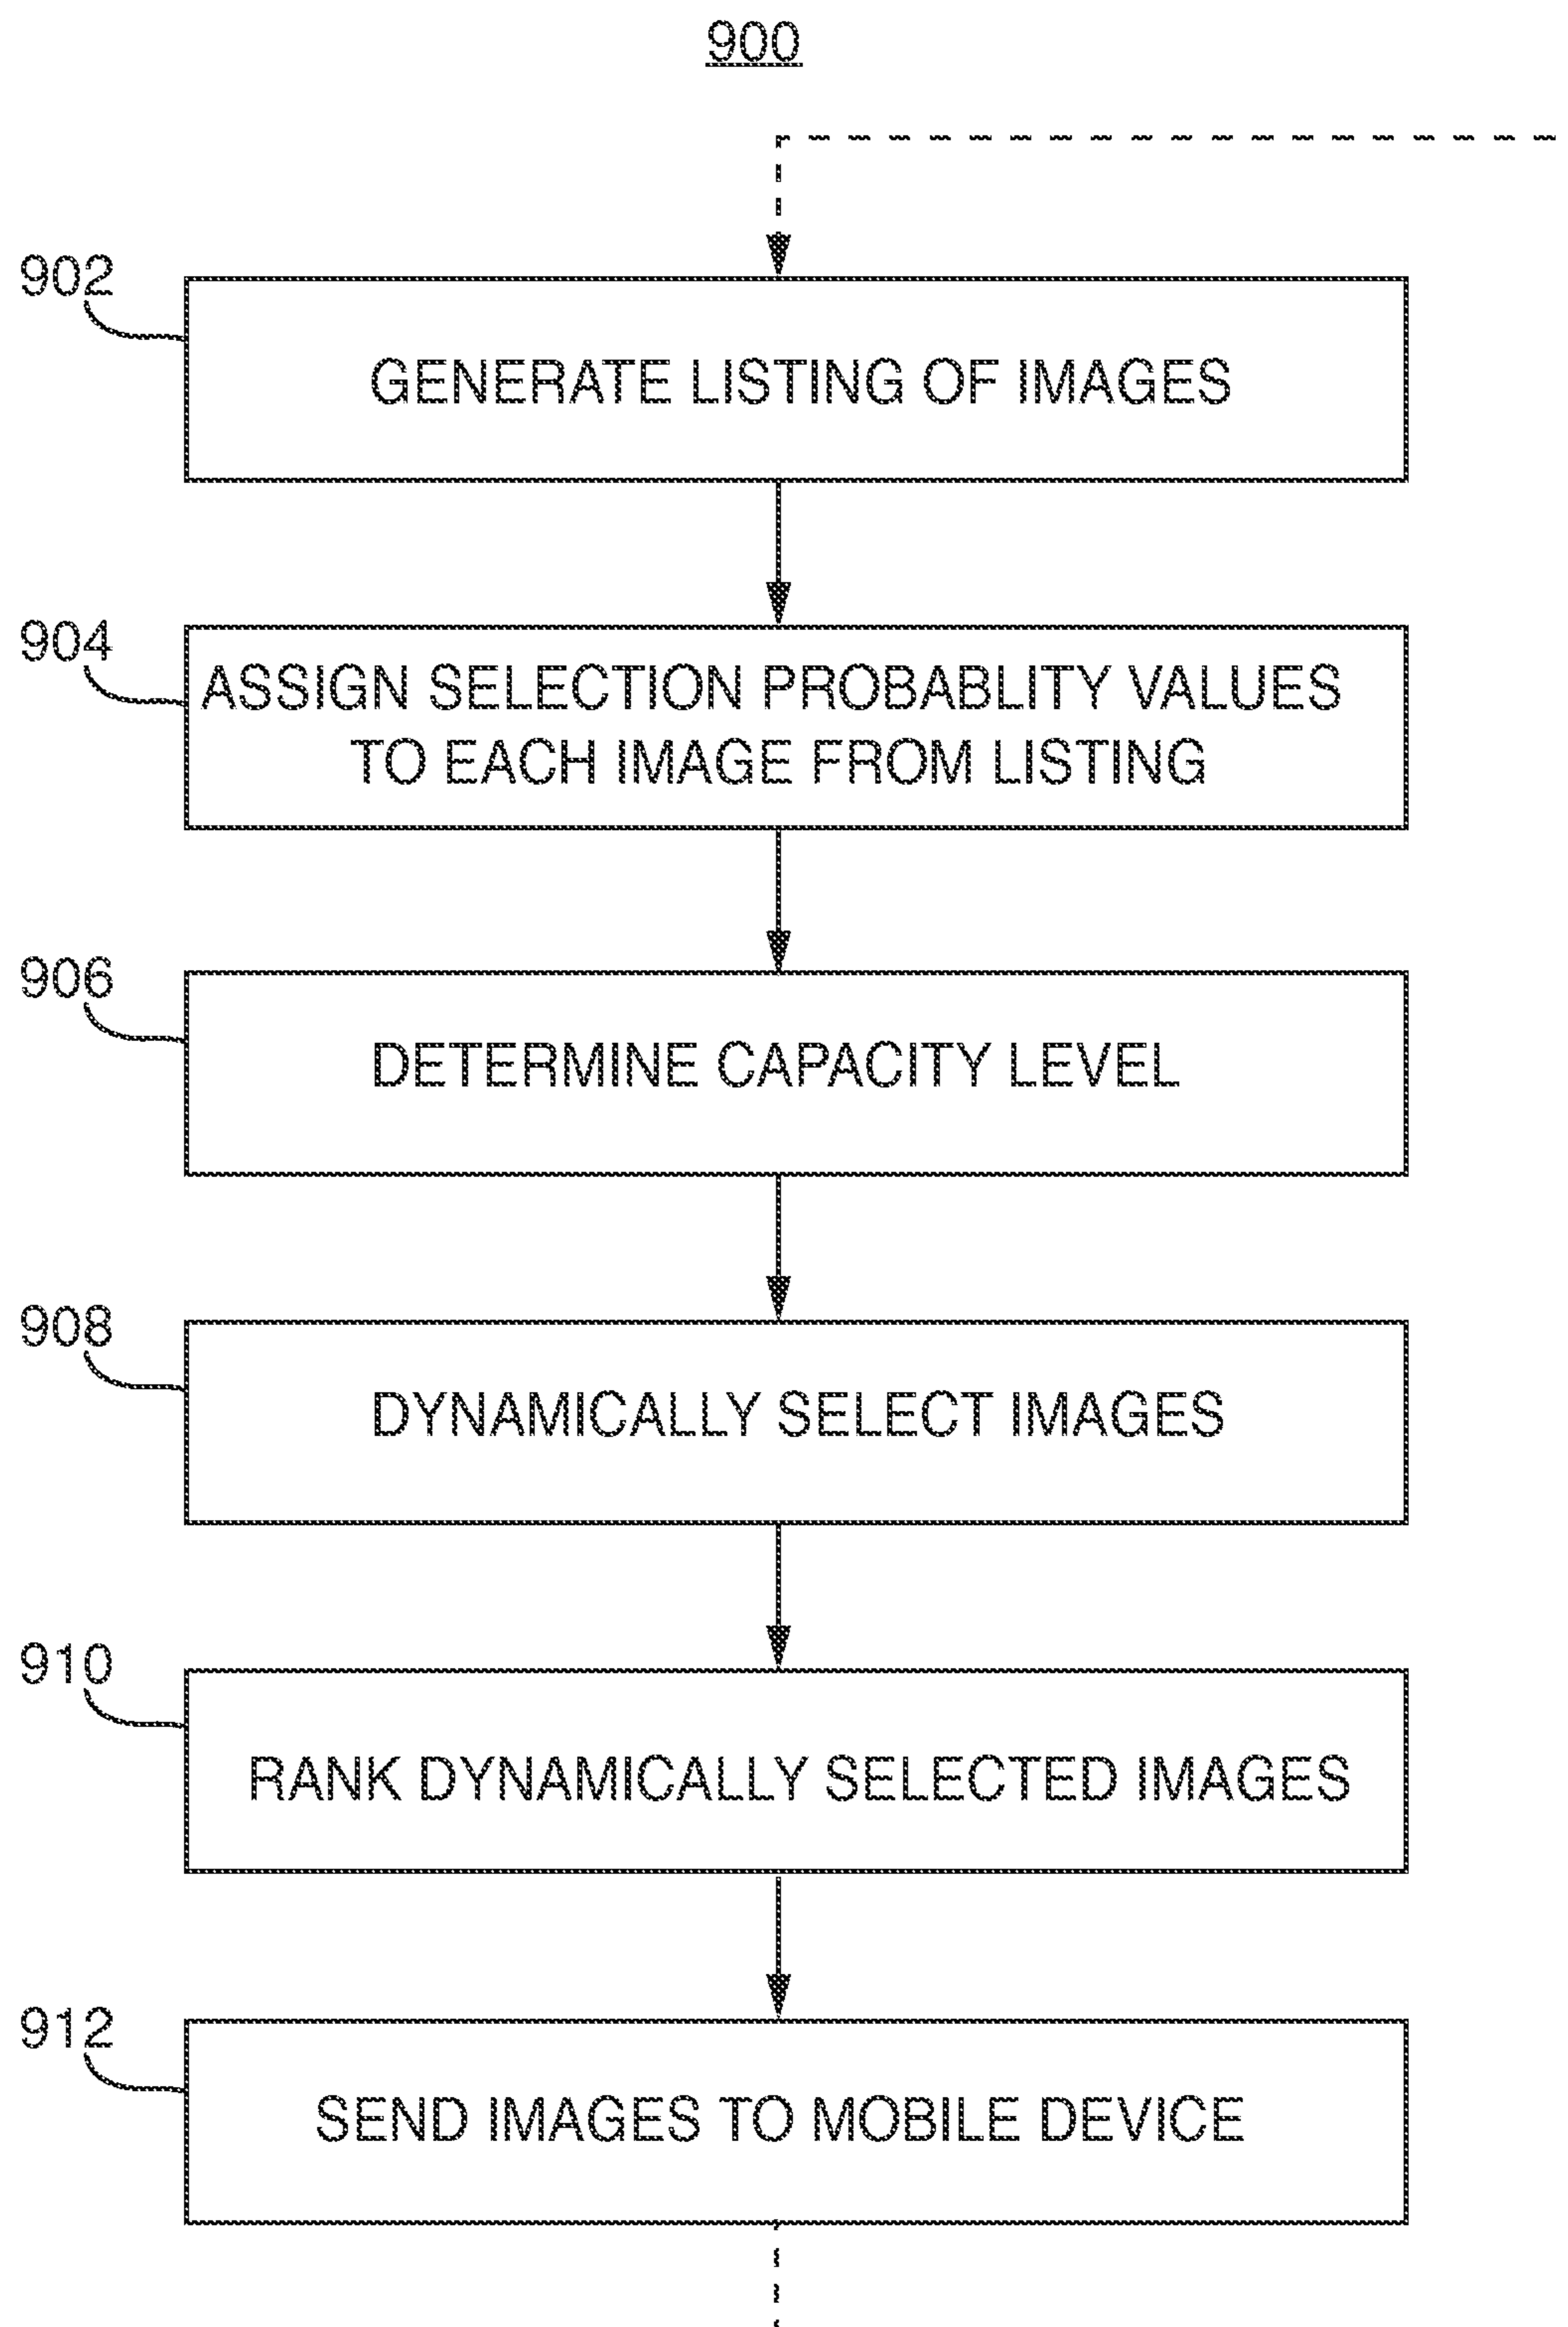 900
902
GENERATE LISTING OF IMAGES
904
ASSIGN SELECTION PROBABLITY VALUES
TO EACH IMAGE FROM LISTING
906
DETERMINE CAPACITY LEVEL
908
DYNAMICALLY SELECT IMAGES
910
RANK DYNAMICALLY SELECTED IMAGES
912
SEND IMAGES TO MOBILE DEVICE